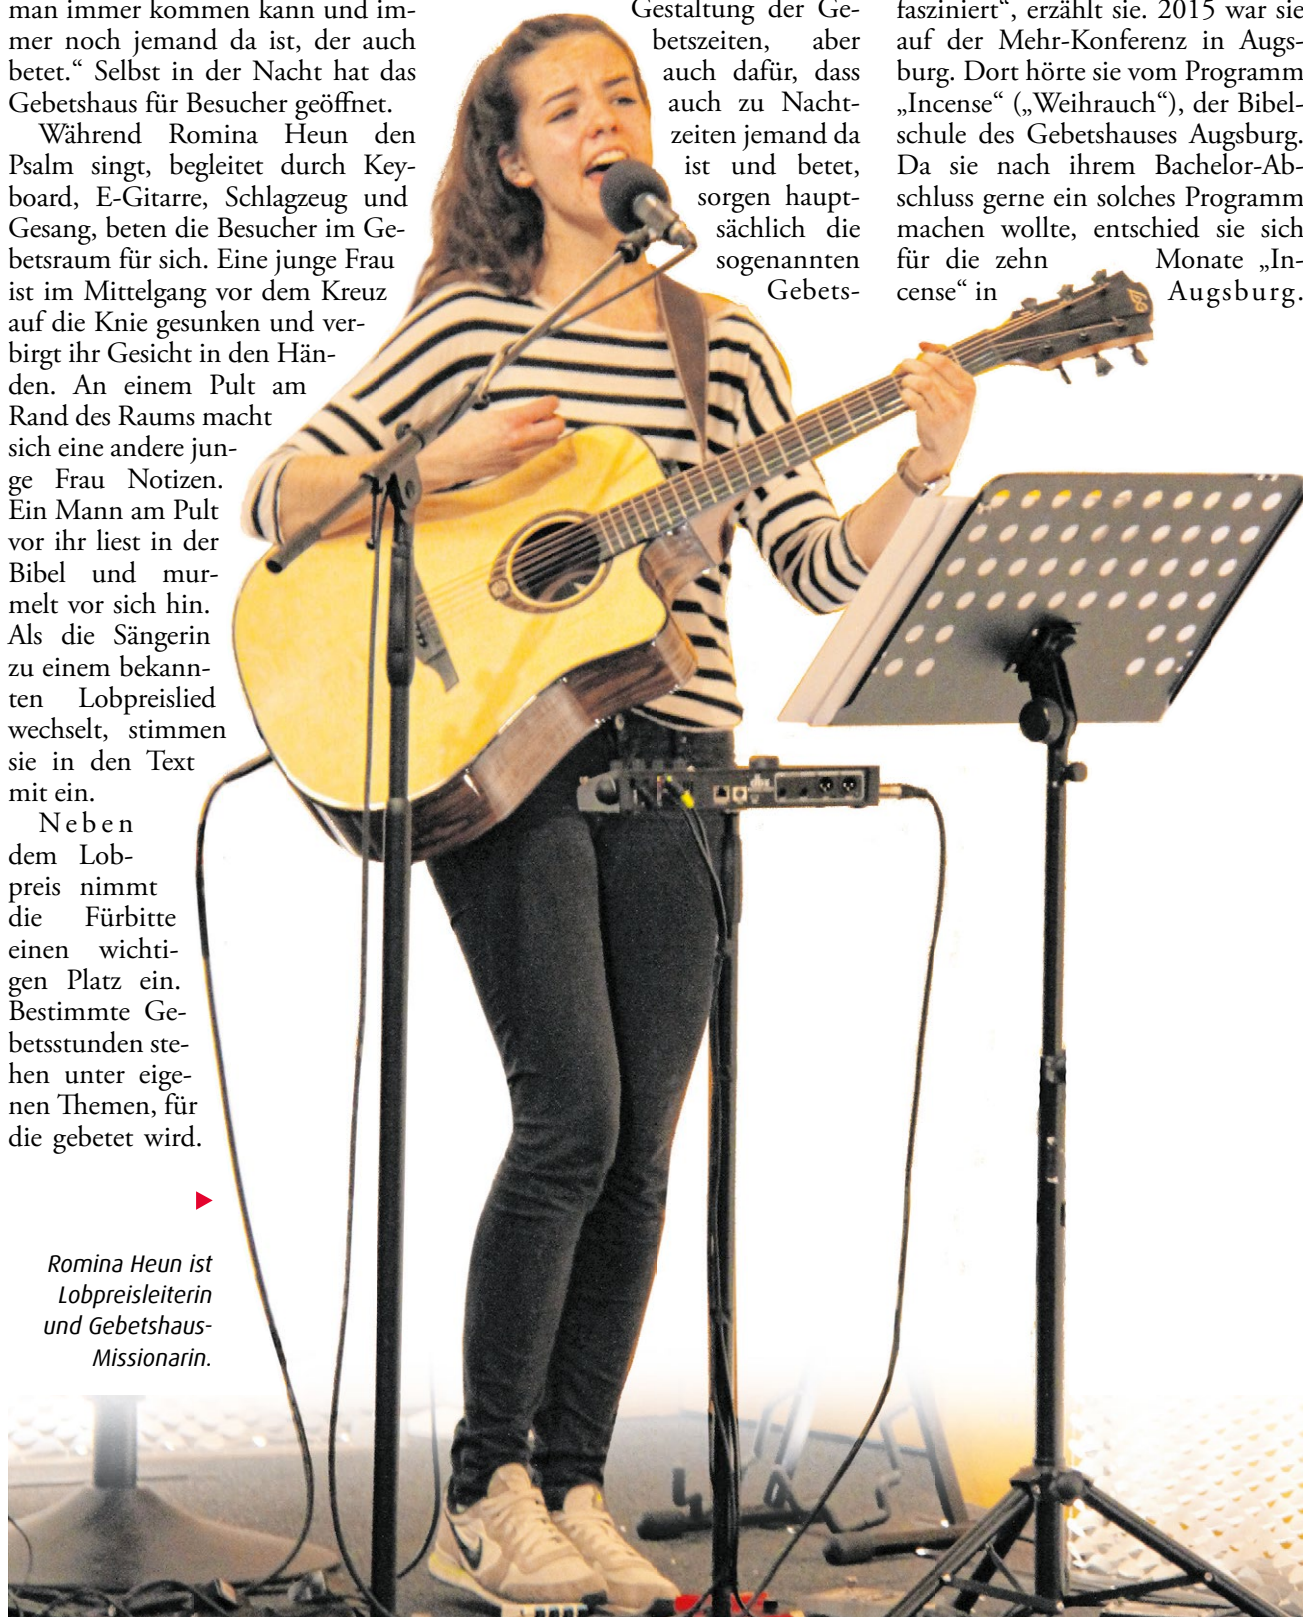 man immer kommen kann und im-
mer noch jemand da ist, der auch
betet.“ Selbst in der Nacht hat das
Gebetshaus für Besucher geöffnet.
Während Romina Heun den
Psalm singt, begleitet durch Key-
board, E-Gitarre, Schlagzeug und
Gesang, beten die Besucher im Ge-
betsraum für sich. Eine junge Frau
ist im Mittelgang vor dem Kreuz
auf die Knie gesunken und ver-
birgt ihr Gesicht in den Hän-
den. An einem Pult am
Rand des Raums macht
sich eine andere jun-
ge Frau Notizen.
Ein Mann am Pult
vor ihr liest in der
Bibel und mur-
melt vor sich hin.
Als die Sängerin
zu einem bekann-
ten Lobpreislied
wechselt, stimmen
sie in den Text
mit ein.
Neben
dem Lob-
preis nimmt
die Fürbitte
einen wichti-
gen Platz ein.
Bestimmte Ge-
betsstunden ste-
hen unter eige-
nen Themen, für
die gebetet wird.
Romina Heun ist
Lobpreisleiterin
und Gebetshaus-
Missionarin.
Gestaltung der Ge-
betszeiten, aber
auch dafür, dass
auch zu Nacht-
zeiten jemand da
ist und betet,
sorgen haupt-
sächlich die
sogenannten
Gebets-
fasziniert“, erzählt sie. 2015 war sie
auf der Mehr-Konferenz in Augs-
burg. Dort hörte sie vom Programm
„Incense“ („Weihrauch“), der Bibel-
schule des Gebetshauses Augsburg.
Da sie nach ihrem Bachelor-Ab-
schluss gerne ein solches Programm
machen wollte, entschied sie sich
für die zehn Monate „In-
cense“ in Augsburg.